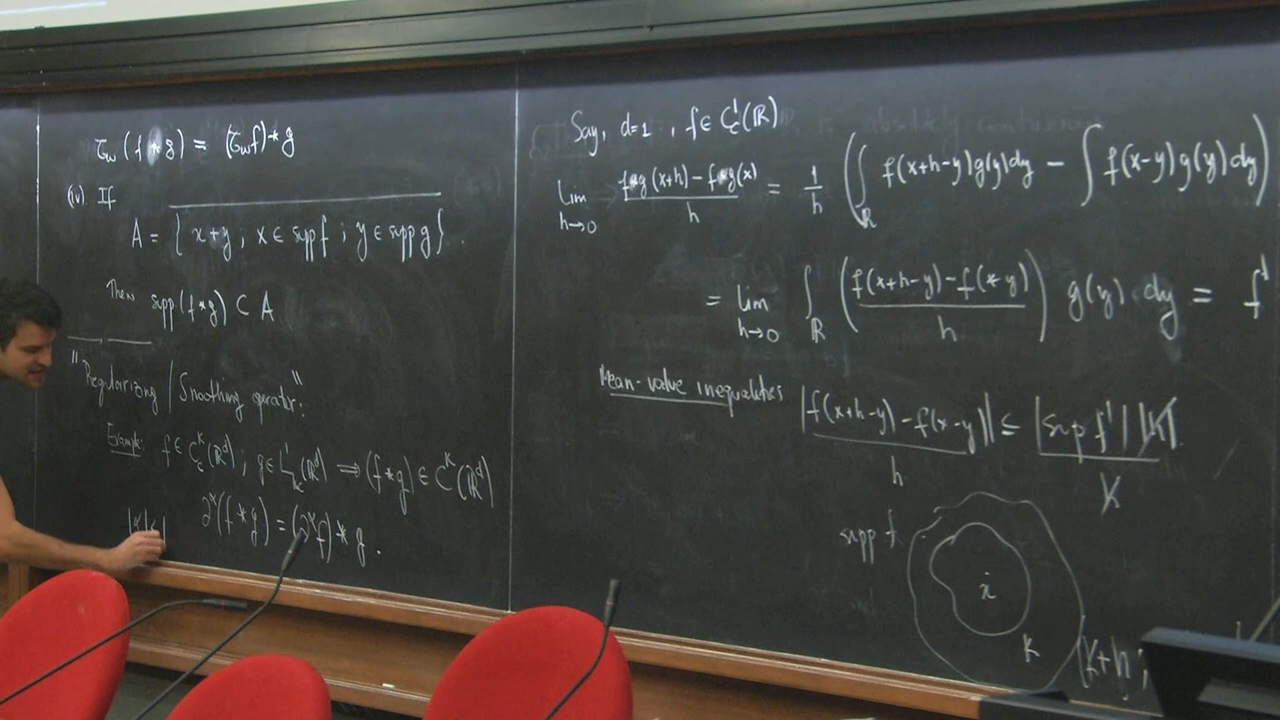 τ_w (f * g) = (τ_w f) * g
(iv). If
A = { x+y ; x ∈ supp f ; y ∈ supp g } .
Then supp (f * g) ⊂ A
"Regularizing / Smoothing operator":
Example: f ∈ C_c^k (ℝ^d) ; g ∈ L^1 (ℝ^d) ⟹ (f * g) ∈ C^k (ℝ^d)
∂^α (f * g) = (∂^α f) * g .
Say, d=1 , f ∈ C_c^1 (ℝ)
lim_{h→0} (f*g (x+h) - f*g (x)) / h = 1/h ( ∫_ℝ f(x+h-y) g(y) dy - ∫ f(x-y) g(y) dy )
= lim_{h→0} ∫_ℝ ( (f(x+h-y) - f(x-y)) / h ) g(y) dy = f'
Mean-value inequalities |f(x+h-y) - f(x-y)| / h ≤ |sup f'| |h| / h
supp f
x
K
(K+h ;